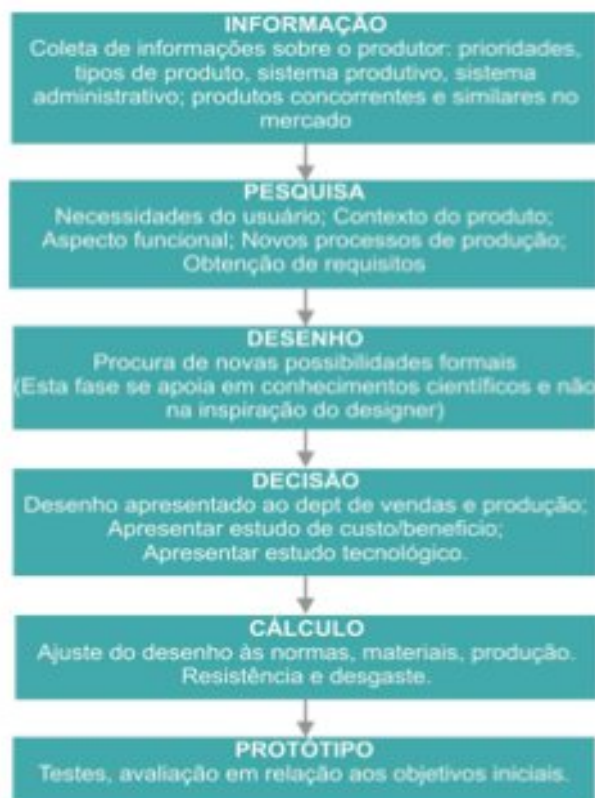 INFORMAÇÃO
Coleta de informações sobre o produtor: prioridades,
tipos de produto, sistema produtivo, sistema
administrativo; produtos concorrentes e similares no
mercado
PESQUISA
Necessidades do usuário; Contexto do produto;
Aspecto funcional; Novos processos de produção;
Obtenção de requisitos
DESENHO
Procura de novas possibilidades formais
(Esta fase se apoia em conhecimentos científicos e não
na inspiração do designer)
DECISÃO
Desenho apresentado ao dept de vendas e produção;
Apresentar estudo de custo/beneficio;
Apresentar estudo tecnológico.
CÁLCULO
Ajuste do desenho às normas, materiais, produção.
Resistência e desgaste.
PROTÓTIPO
Testes, avaliação em relação aos objetivos iniciais.